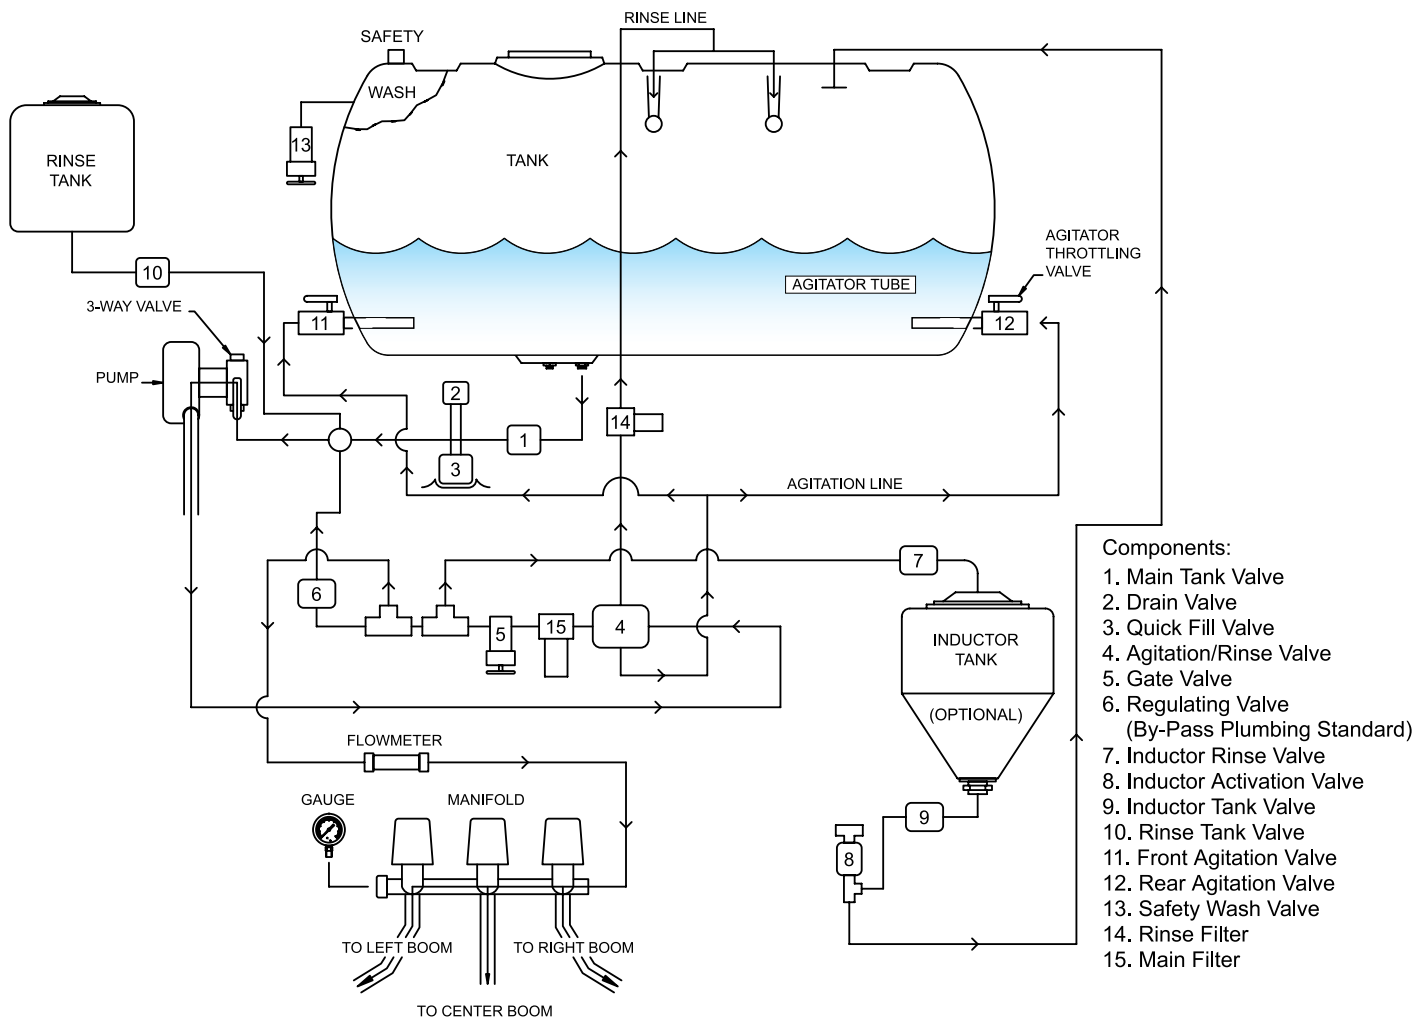 RINSE LINE
SAFETY
WASH
13
RINSE
TANK
TANK
10
3-WAY VALVE
AGITATOR
THROTTLING
VALVE
AGITATOR TUBE
11
12
PUMP
2
14
1
3
AGITATION LINE
7
6
5
15
4
INDUCTOR
TANK
(OPTIONAL)
FLOWMETER
GAUGE
MANIFOLD
9
8
TO LEFT BOOM
TO RIGHT BOOM
TO CENTER BOOM
Components:
1. Main Tank Valve
2. Drain Valve
3. Quick Fill Valve
4. Agitation/Rinse Valve
5. Gate Valve
6. Regulating Valve
(By-Pass Plumbing Standard)
7. Inductor Rinse Valve
8. Inductor Activation Valve
9. Inductor Tank Valve
10. Rinse Tank Valve
11. Front Agitation Valve
12. Rear Agitation Valve
13. Safety Wash Valve
14. Rinse Filter
15. Main Filter